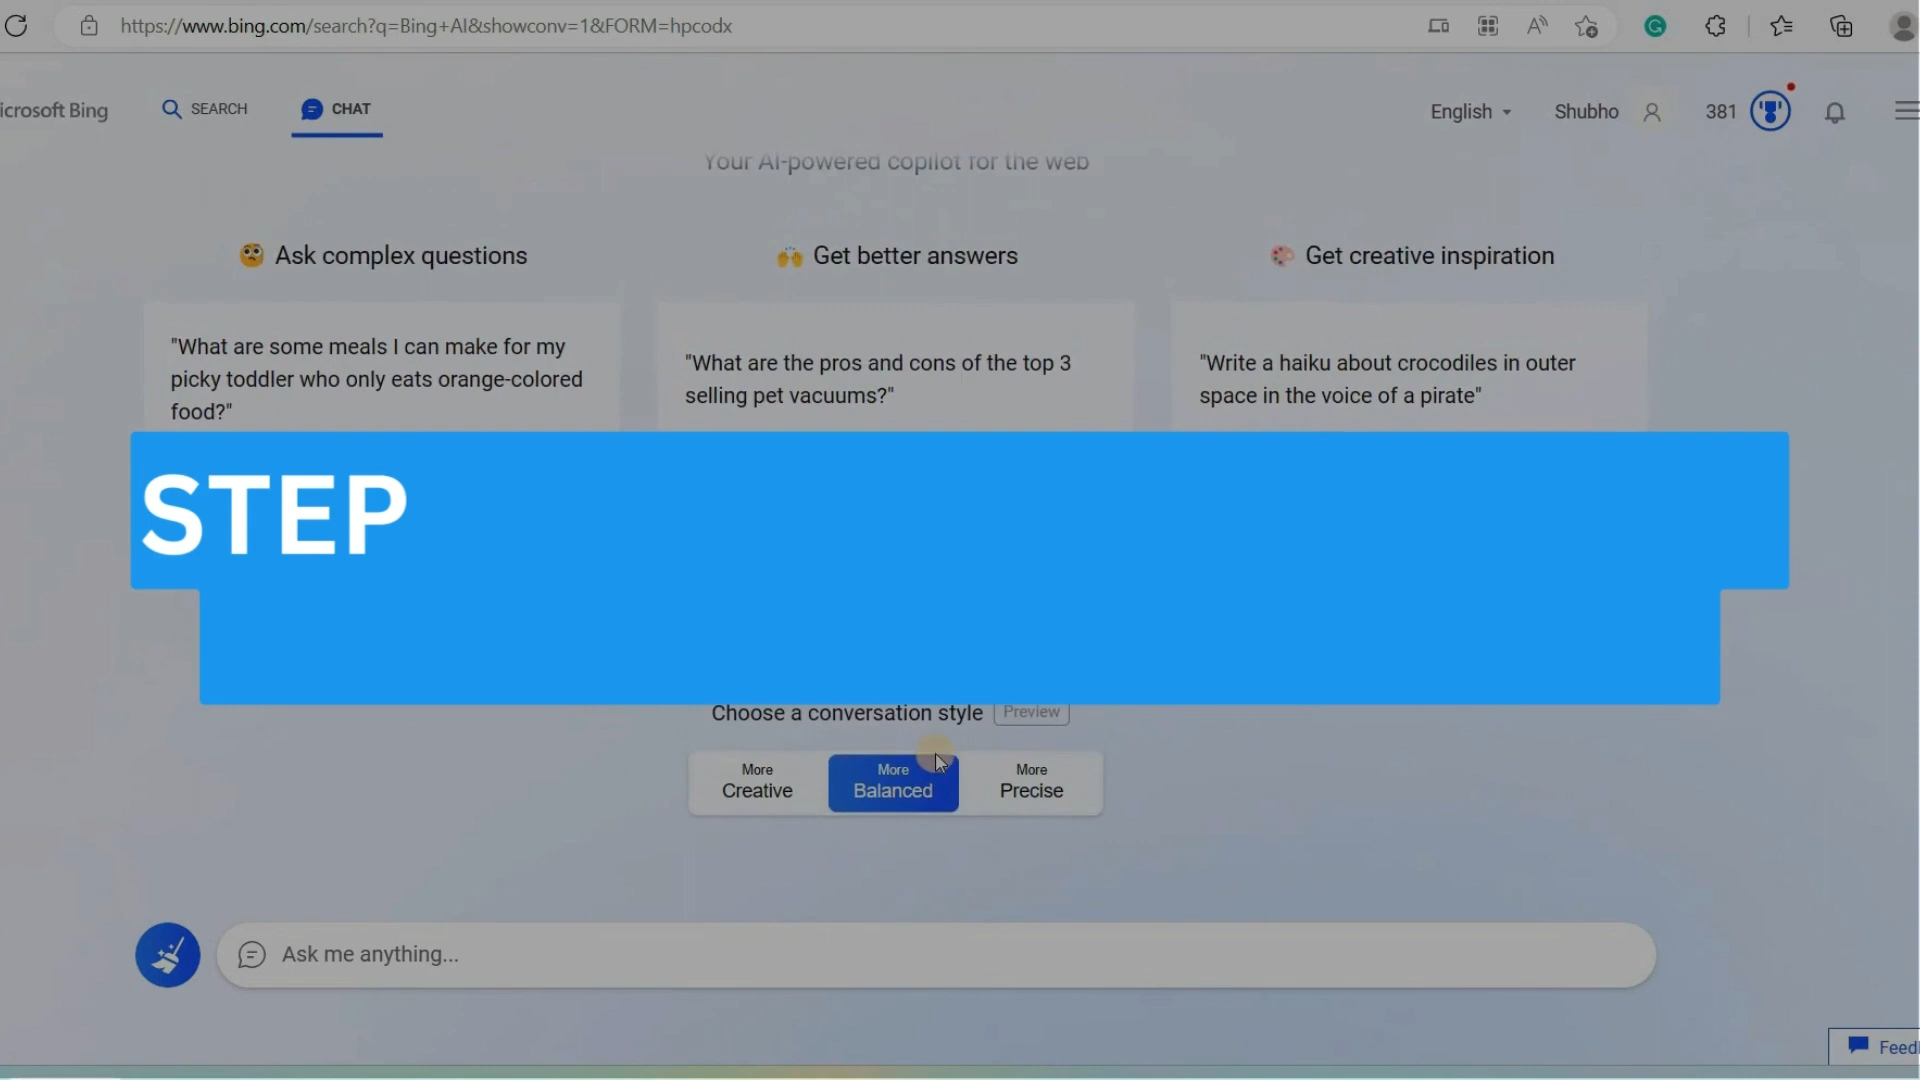 https://www.bing.com/search?q=Bing+AI&showconv=1&FORM=hpcodx
icrosoft Bing
SEARCH
CHAT
English
Shubho
381
Your AI-powered copilot for the web
Ask complex questions
Get better answers
Get creative inspiration
"What are some meals I can make for my
picky toddler who only eats orange-colored
food?"
"What are the pros and cons of the top 3
selling pet vacuums?"
"Write a haiku about crocodiles in outer
space in the voice of a pirate"
STEP
Choose a conversation style
Preview
More
Creative
More
Balanced
More
Precise
Ask me anything...
Feed